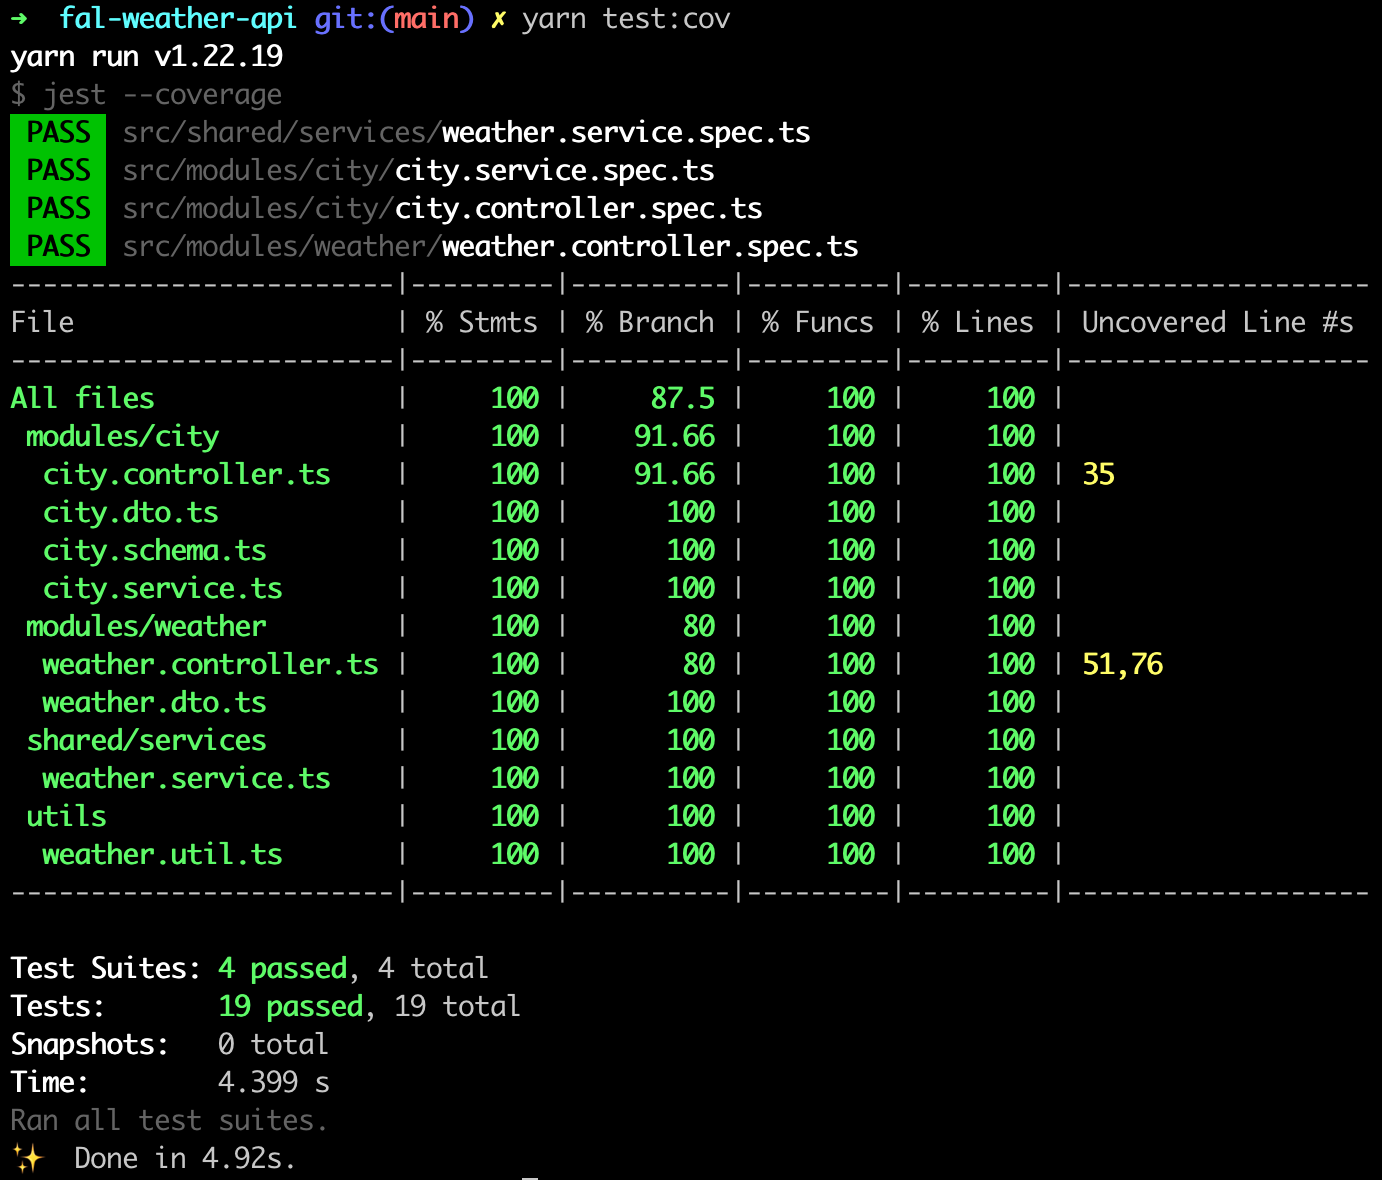 ➜  fal-weather-api git:(main) ✗ yarn test:cov
yarn run v1.22.19
$ jest --coverage
 PASS  src/shared/services/weather.service.spec.ts
 PASS  src/modules/city/city.service.spec.ts
 PASS  src/modules/city/city.controller.spec.ts
 PASS  src/modules/weather/weather.controller.spec.ts
------------------------|---------|----------|---------|---------|-------------------
File                    | % Stmts | % Branch | % Funcs | % Lines | Uncovered Line #s
------------------------|---------|----------|---------|---------|-------------------
All files               |     100 |     87.5 |     100 |     100 |
 modules/city           |     100 |    91.66 |     100 |     100 |
  city.controller.ts    |     100 |    91.66 |     100 |     100 | 35
  city.dto.ts           |     100 |      100 |     100 |     100 |
  city.schema.ts        |     100 |      100 |     100 |     100 |
  city.service.ts       |     100 |      100 |     100 |     100 |
 modules/weather        |     100 |       80 |     100 |     100 |
  weather.controller.ts |     100 |       80 |     100 |     100 | 51,76
  weather.dto.ts        |     100 |      100 |     100 |     100 |
 shared/services        |     100 |      100 |     100 |     100 |
  weather.service.ts    |     100 |      100 |     100 |     100 |
 utils                  |     100 |      100 |     100 |     100 |
  weather.util.ts       |     100 |      100 |     100 |     100 |
------------------------|---------|----------|---------|---------|-------------------
Test Suites: 4 passed, 4 total
Tests:       19 passed, 19 total
Snapshots:   0 total
Time:        4.399 s
Ran all test suites.
✨  Done in 4.92s.